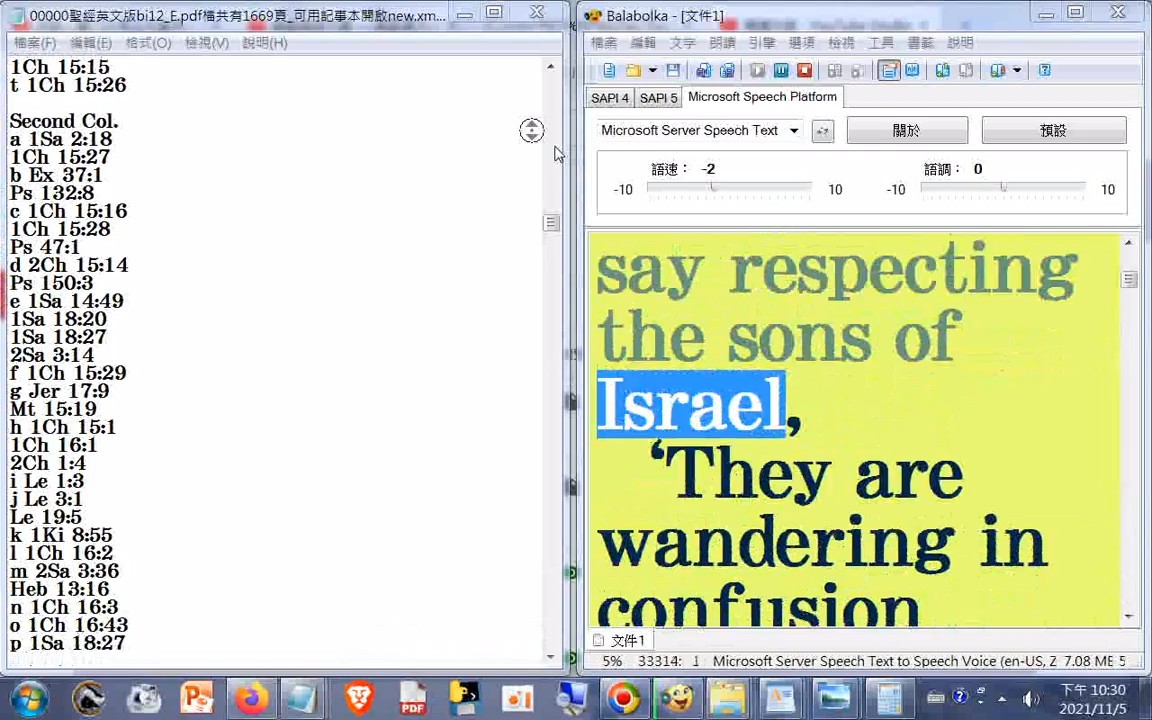 00000聖經英文版bi12_E.pdf檔共有1669頁_可用記事本開啟new.xm...
檔案(F) 編輯(E) 格式(O) 檢視(V) 說明(H)
1Ch 15:15
t 1Ch 15:26
Second Col.
a 1Sa 2:18
1Ch 15:27
b Ex 37:1
Ps 132:8
c 1Ch 15:16
1Ch 15:28
Ps 47:1
d 2Ch 15:14
Ps 150:3
e 1Sa 14:49
1Sa 18:20
1Sa 18:27
2Sa 3:14
f 1Ch 15:29
g Jer 17:9
Mt 15:19
h 1Ch 15:1
1Ch 16:1
2Ch 1:4
i Le 1:3
j Le 3:1
Le 19:5
k 1Ki 8:55
l 1Ch 16:2
m 2Sa 3:36
Heb 13:16
n 1Ch 16:3
o 1Ch 16:43
p 1Sa 18:27
Balabolka - [文件1]
檔案 編輯 文字 朗讀 引擎 選項 檢視 工具 書籤 說明
SAPI 4 SAPI 5 Microsoft Speech Platform
Microsoft Server Speech Text 關於 預設
語速： -2 語調： 0
-10 10 -10 10
say respecting
the sons of
Israel,
‘They are
wandering in
confusion
文件1
5% 33314: 1 Microsoft Server Speech Text to Speech Voice (en-US, Z 7.08 MB 5
PDF
下午 10:30
2021/11/5